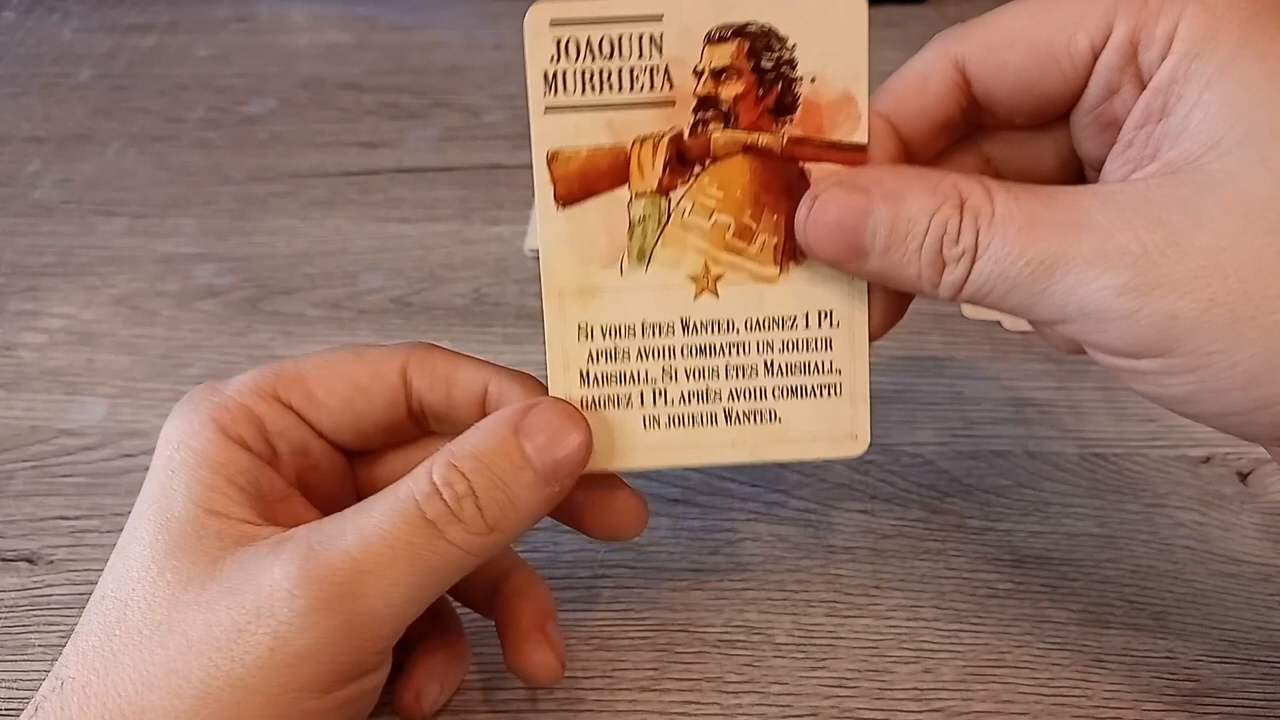 JOAQUIN
MURRIETA
SI VOUS ÊTES WANTED, GAGNEZ 1 PL
APRÈS AVOIR COMBATTU UN JOUEUR
MARSHALL. SI VOUS ÊTES MARSHALL,
GAGNEZ 1 PL APRÈS AVOIR COMBATTU
UN JOUEUR WANTED.